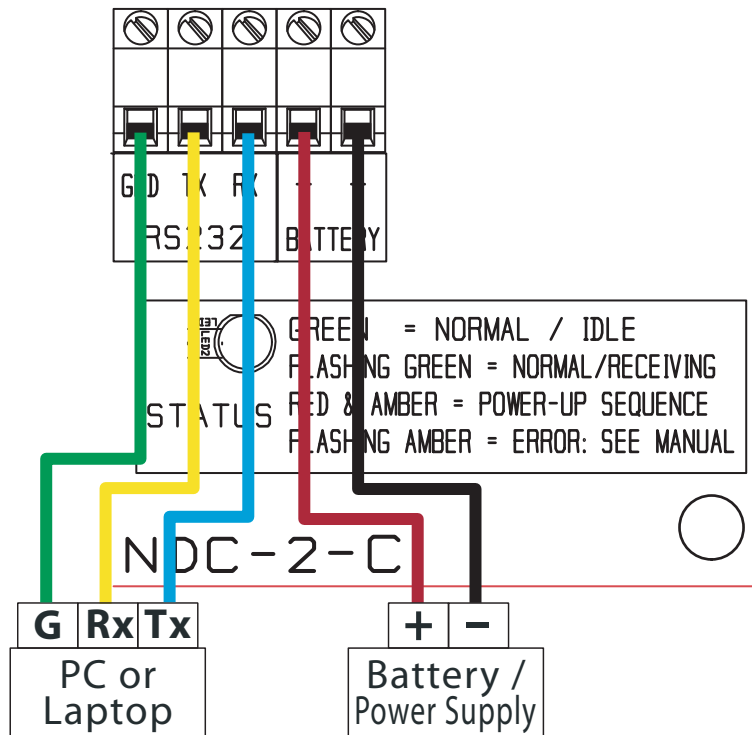 GND TX RX
RS232 BATTERY
LED2
GREEN = NORMAL / IDLE
FLASHING GREEN = NORMAL/RECEIVING
RED & AMBER = POWER-UP SEQUENCE
FLASHING AMBER = ERROR: SEE MANUAL
STATUS
NDC-2-C
G Rx Tx
+ −
PC or
Laptop
Battery /
Power Supply